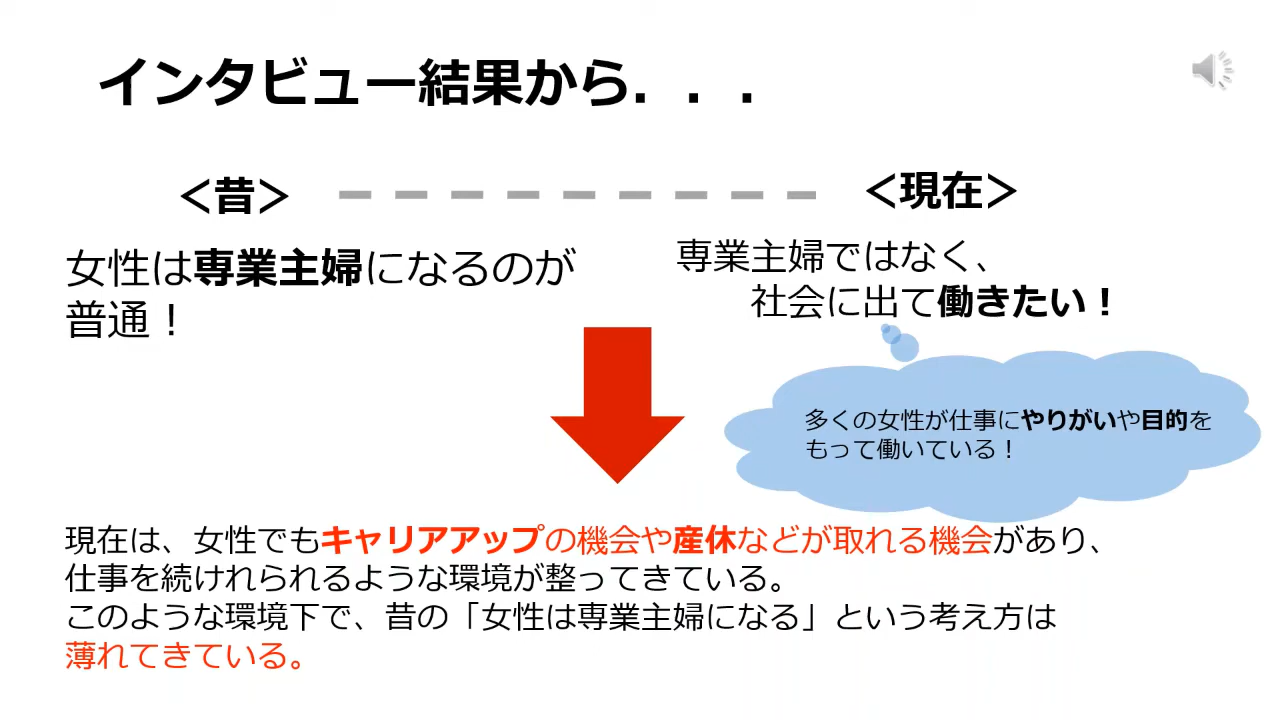 インタビュー結果から．．．
＜昔＞
＜現在＞
女性は専業主婦になるのが
普通！
専業主婦ではなく、
社会に出て働きたい！
多くの女性が仕事にやりがいや目的を
もって働いている！
現在は、女性でもキャリアアップの機会や産休などが取れる機会があり、
仕事を続けれられるような環境が整ってきている。
このような環境下で、昔の「女性は専業主婦になる」という考え方は
薄れてきている。